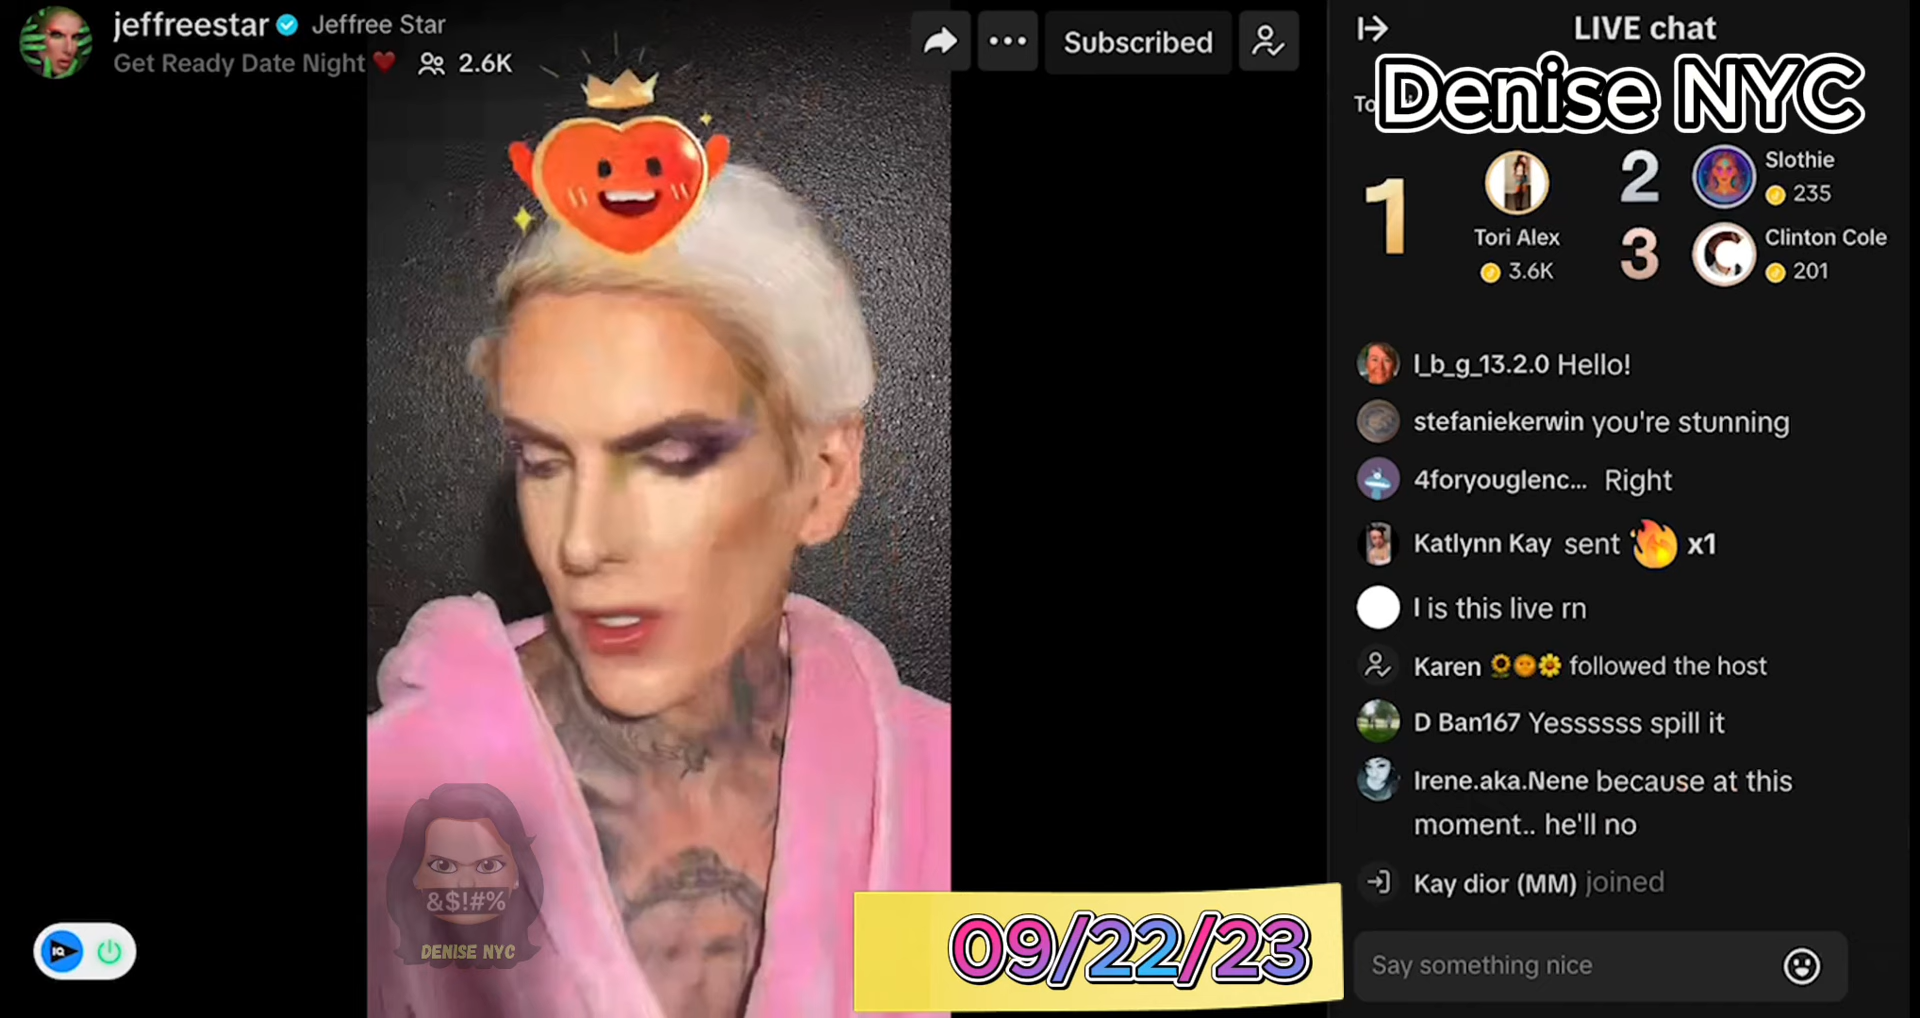 jeffreestar Jeffree Star
Get Ready Date Night 2.6K
Subscribed
LIVE chat
Denise NYC
1
Tori Alex
3.6K
2
Slothie
235
3
Clinton Cole
201
l_b_g_13.2.0 Hello!
stefaniekerwin you're stunning
4foryouglenc... Right
Katlynn Kay sent x1
I is this live rn
Karen followed the host
D Ban167 Yessssss spill it
Irene.aka.Nene because at this
moment.. he'll no
Kay dior (MM) joined
Say something nice
&$!#%
DENISE NYC
IQ
09/22/23